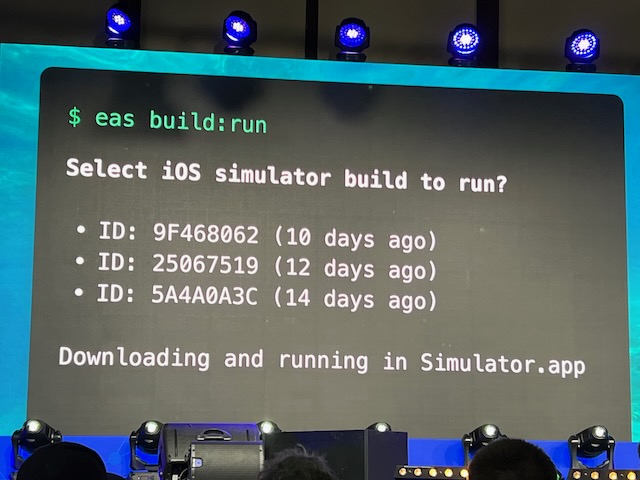 $ eas build:run
Select iOS simulator build to run?
• ID: 9F468062 (10 days ago)
• ID: 25067519 (12 days ago)
• ID: 5A4A0A3C (14 days ago)
Downloading and running in Simulator.app